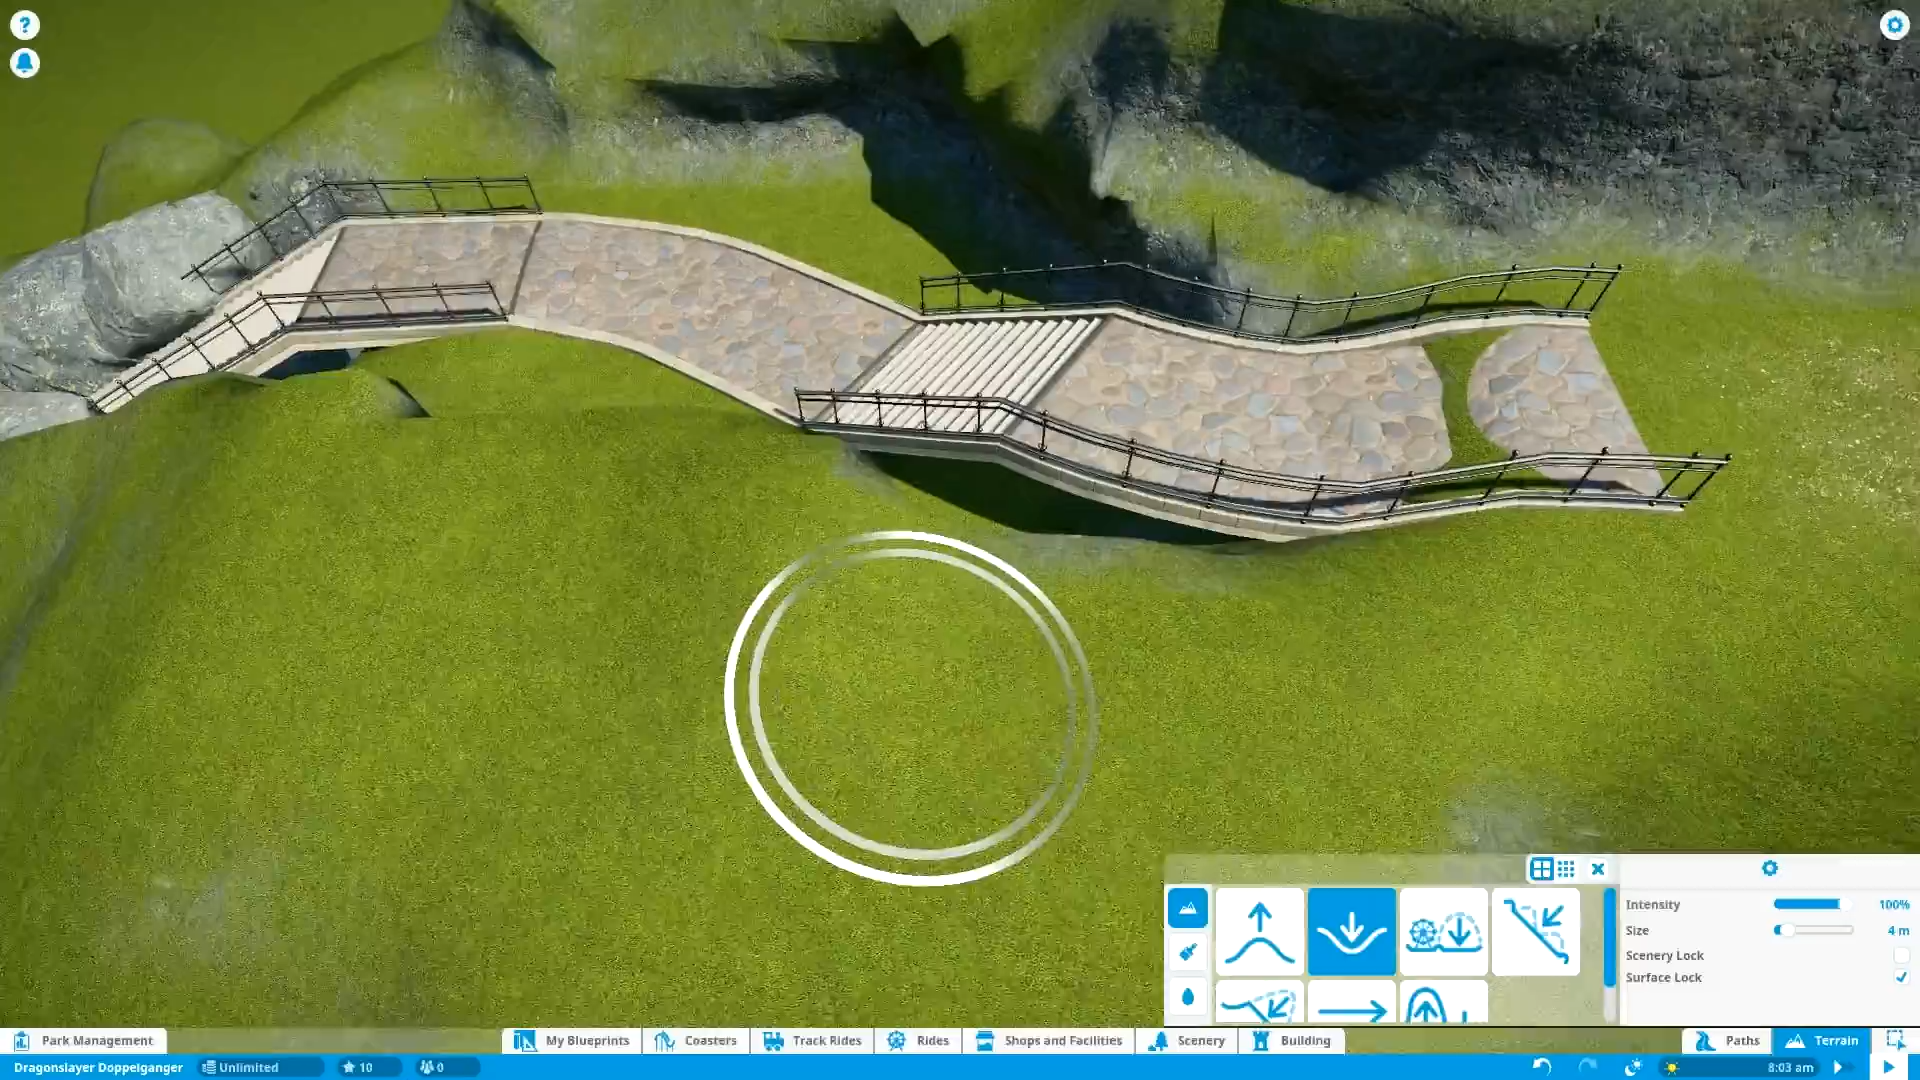 ?
Intensity 100%
Size 4 m
Scenery Lock
Surface Lock
Park Management My Blueprints Coasters Track Rides Rides Shops and Facilities Scenery Building Paths Terrain
Dragonslayer Doppelganger Unlimited 10 0 8:03 am